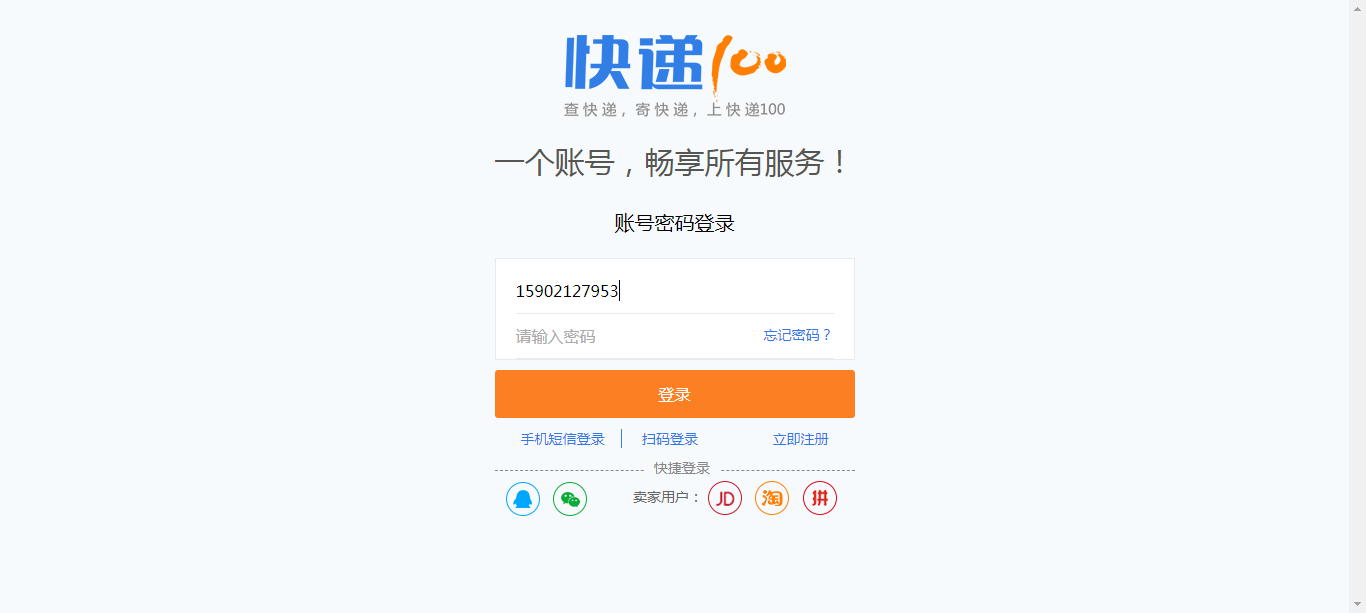 快递100
查快递，寄快递，上快递100
一个账号，畅享所有服务！
账号密码登录
15902127953
请输入密码 忘记密码？
登录
手机短信登录 扫码登录 立即注册
快捷登录
卖家用户： JD 淘 拼